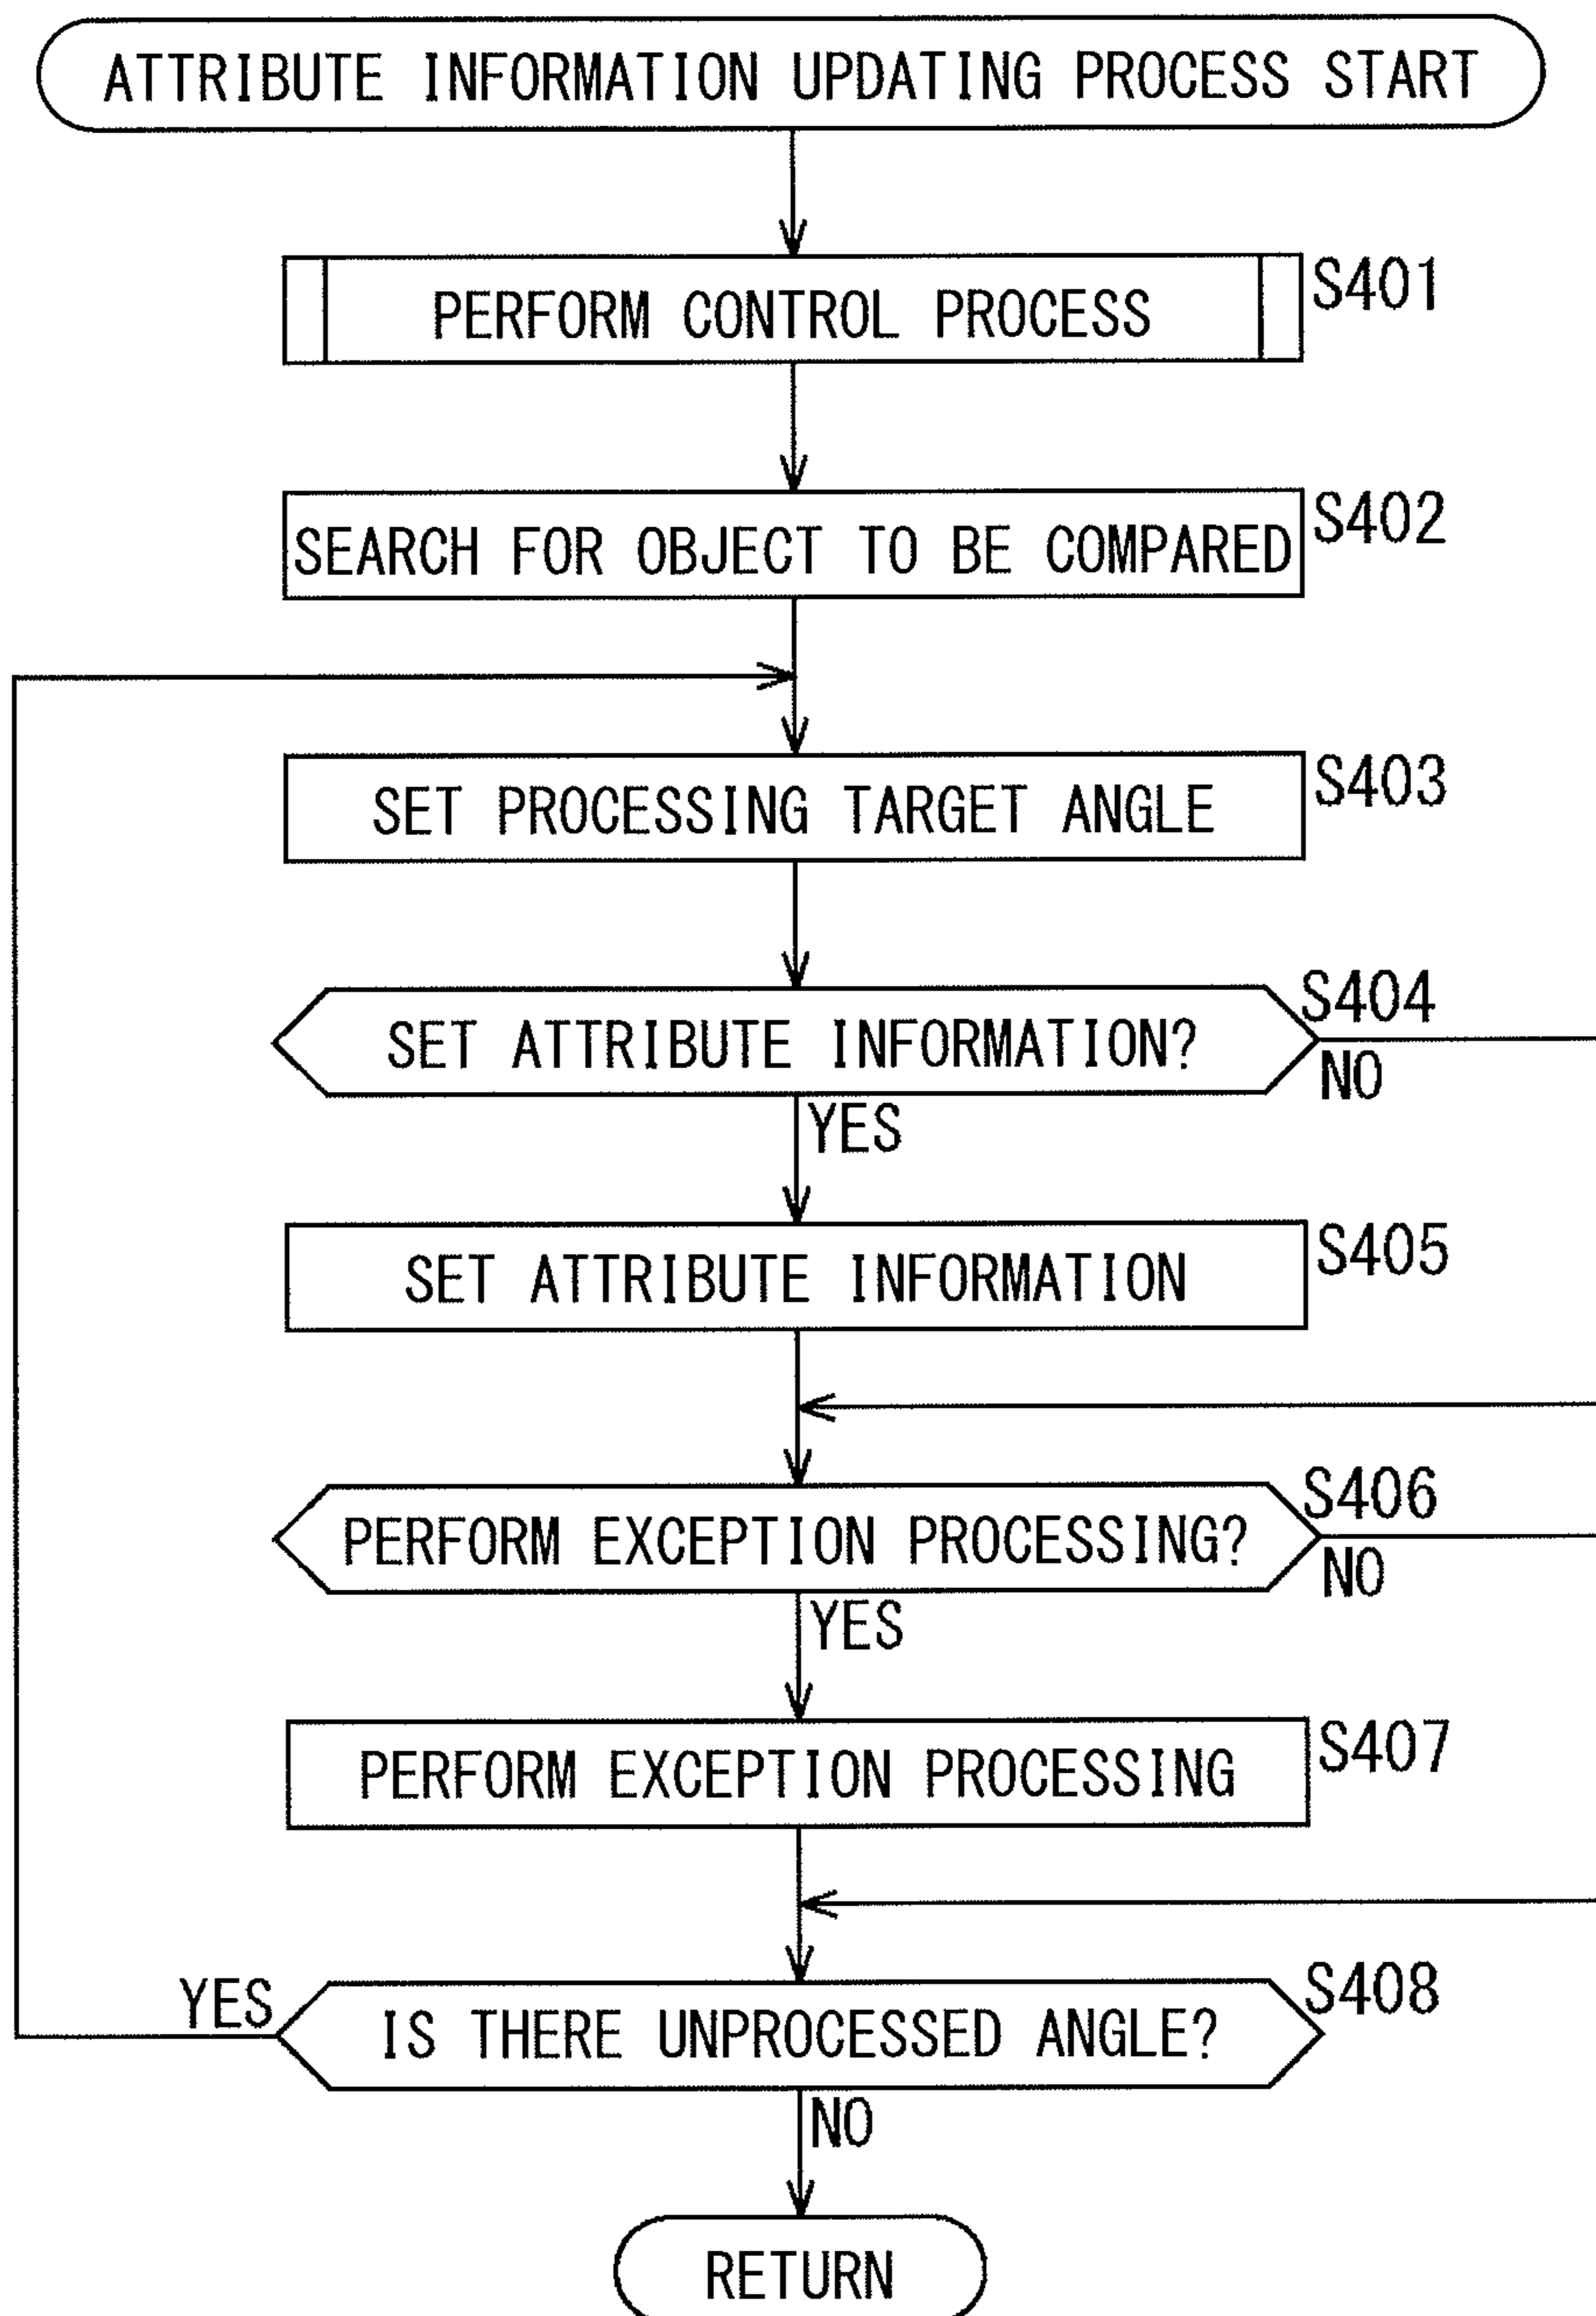 ATTRIBUTE INFORMATION UPDATING PROCESS START
PERFORM CONTROL PROCESS
S401
SEARCH FOR OBJECT TO BE COMPARED
S402
SET PROCESSING TARGET ANGLE
S403
SET ATTRIBUTE INFORMATION?
S404
NO
YES
SET ATTRIBUTE INFORMATION
S405
PERFORM EXCEPTION PROCESSING?
S406
NO
YES
PERFORM EXCEPTION PROCESSING
S407
YES
IS THERE UNPROCESSED ANGLE?
S408
NO
RETURN